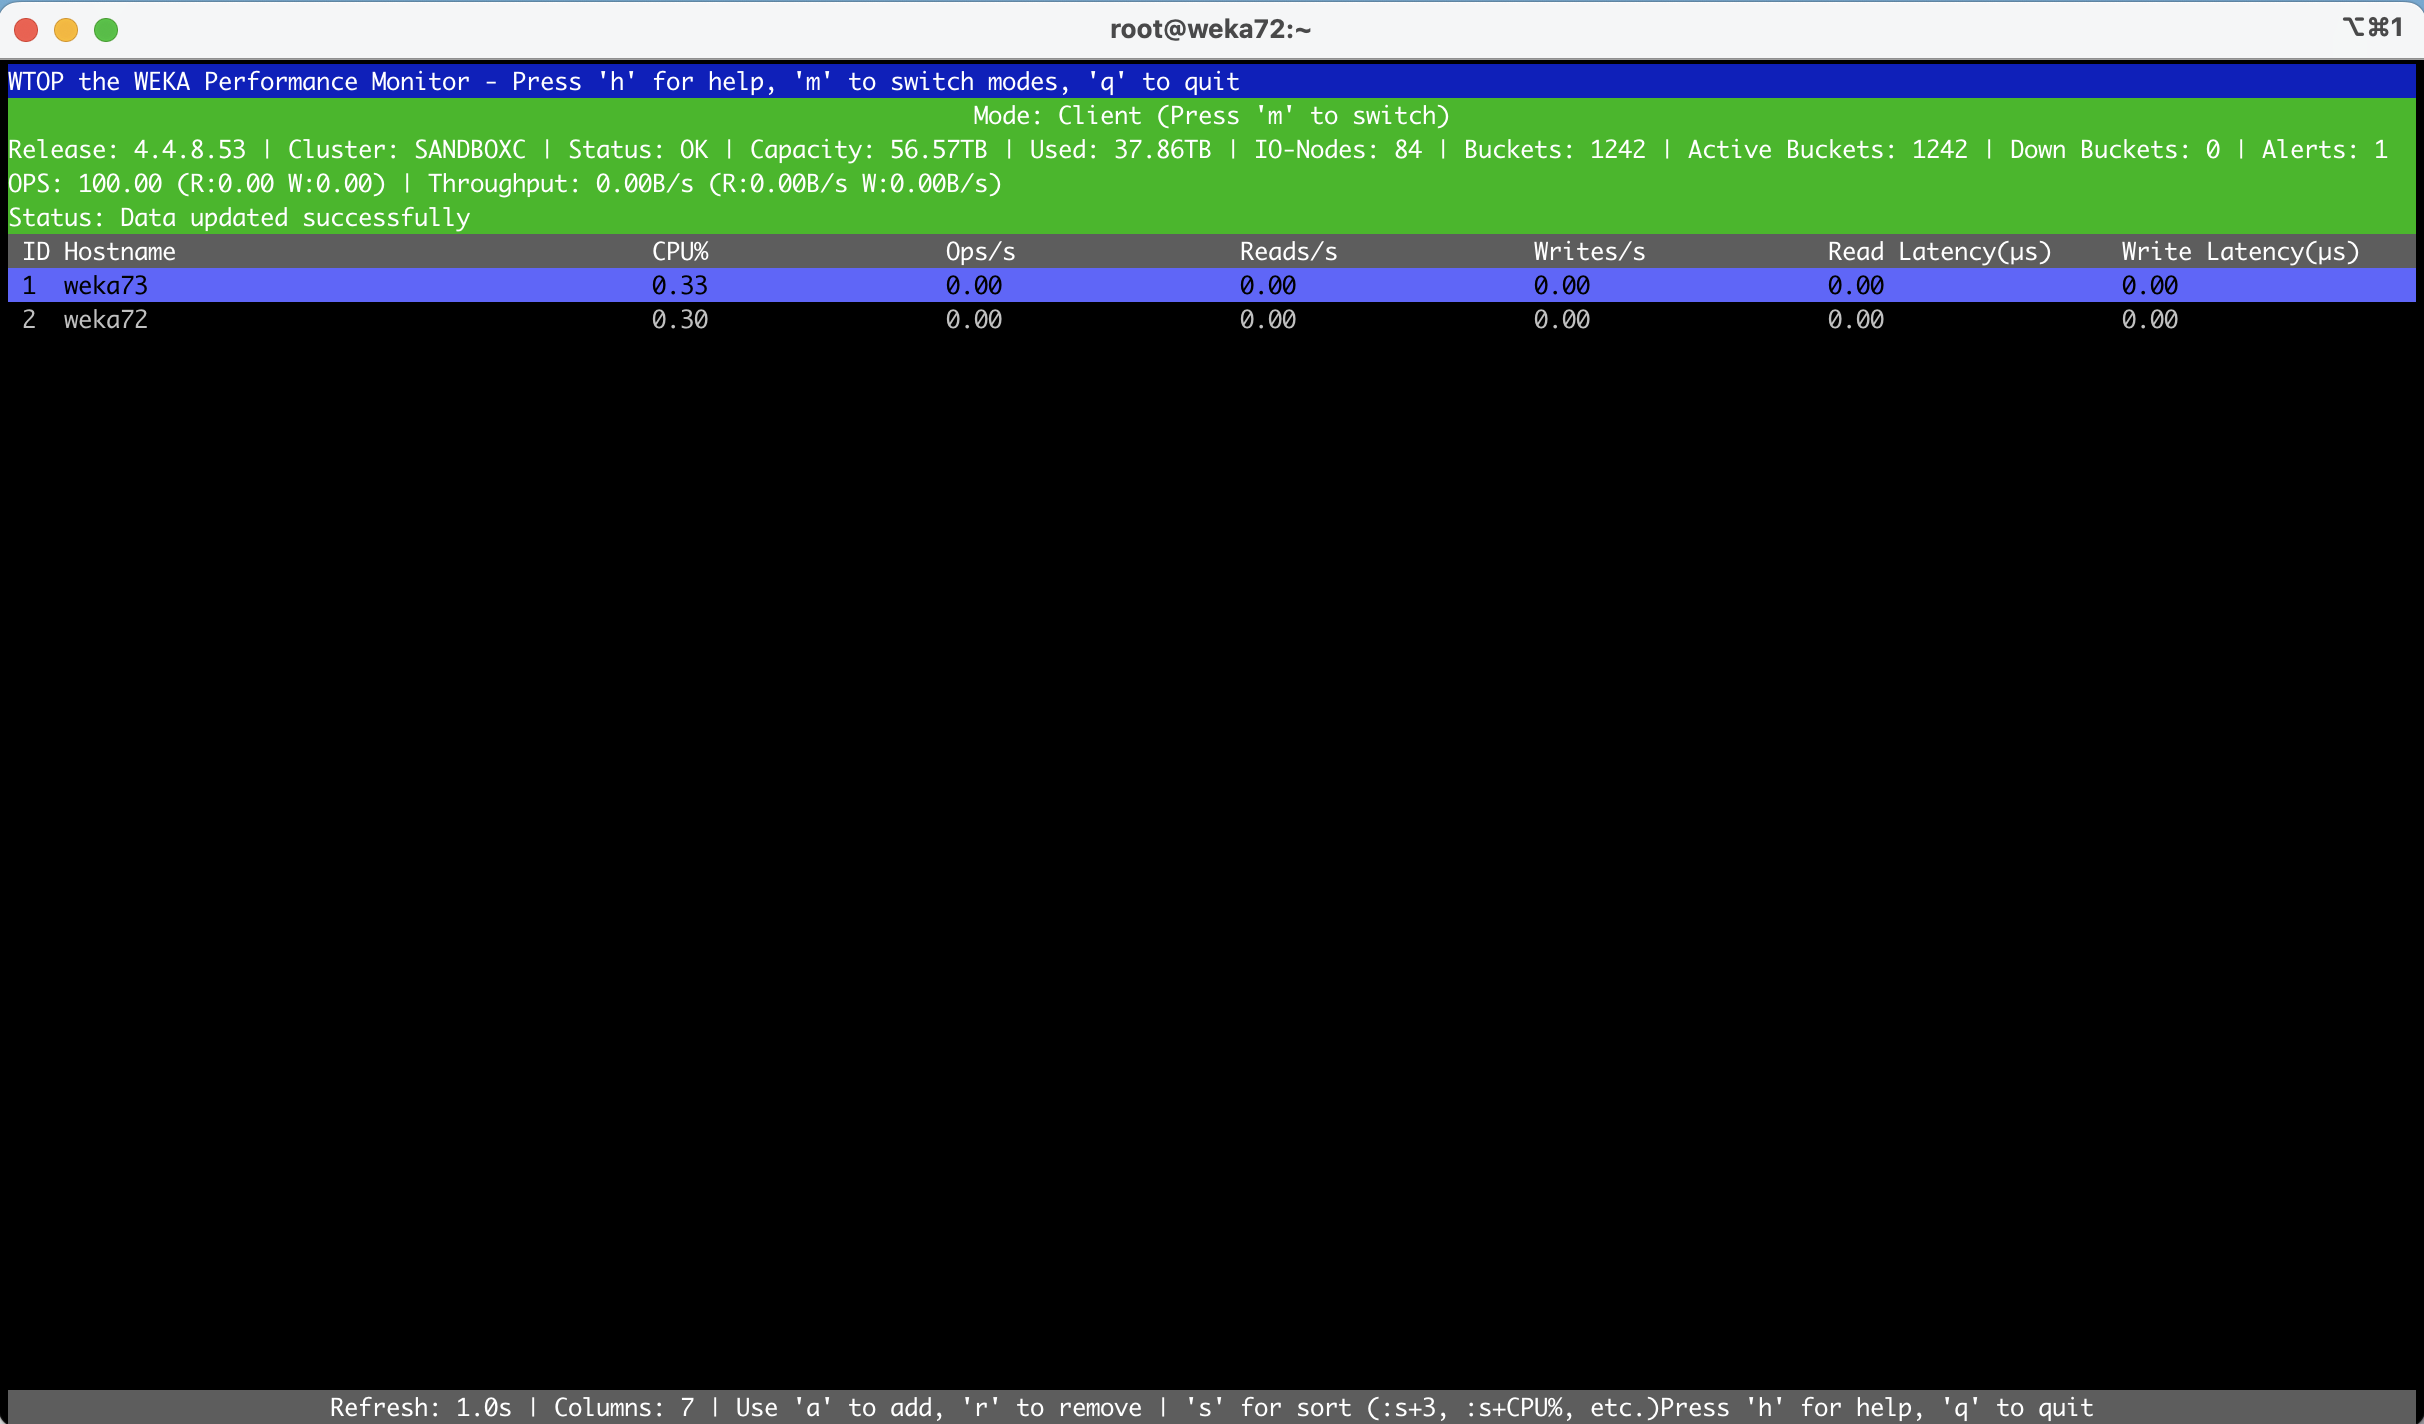 root@weka72:~
⌥⌘1
WTOP the WEKA Performance Monitor - Press 'h' for help, 'm' to switch modes, 'q' to quit
Mode: Client (Press 'm' to switch)
Release: 4.4.8.53 | Cluster: SANDBOXC | Status: OK | Capacity: 56.57TB | Used: 37.86TB | IO-Nodes: 84 | Buckets: 1242 | Active Buckets: 1242 | Down Buckets: 0 | Alerts: 1
OPS: 100.00 (R:0.00 W:0.00) | Throughput: 0.00B/s (R:0.00B/s W:0.00B/s)
Status: Data updated successfully
ID Hostname CPU% Ops/s Reads/s Writes/s Read Latency(µs) Write Latency(µs)
1 weka73 0.33 0.00 0.00 0.00 0.00 0.00
2 weka72 0.30 0.00 0.00 0.00 0.00 0.00
Refresh: 1.0s | Columns: 7 | Use 'a' to add, 'r' to remove | 's' for sort (:s+3, :s+CPU%, etc.)Press 'h' for help, 'q' to quit